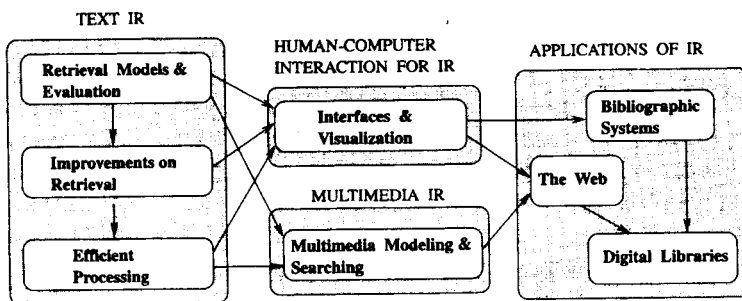 TEXT IR
Retrieval Models &
Evaluation
Improvements on
Retrieval
Efficient
Processing
HUMAN-COMPUTER
INTERACTION FOR IR
Interfaces &
Visualization
MULTIMEDIA IR
Multimedia Modeling &
Searching
APPLICATIONS OF IR
Bibliographic
Systems
The Web
Digital Libraries